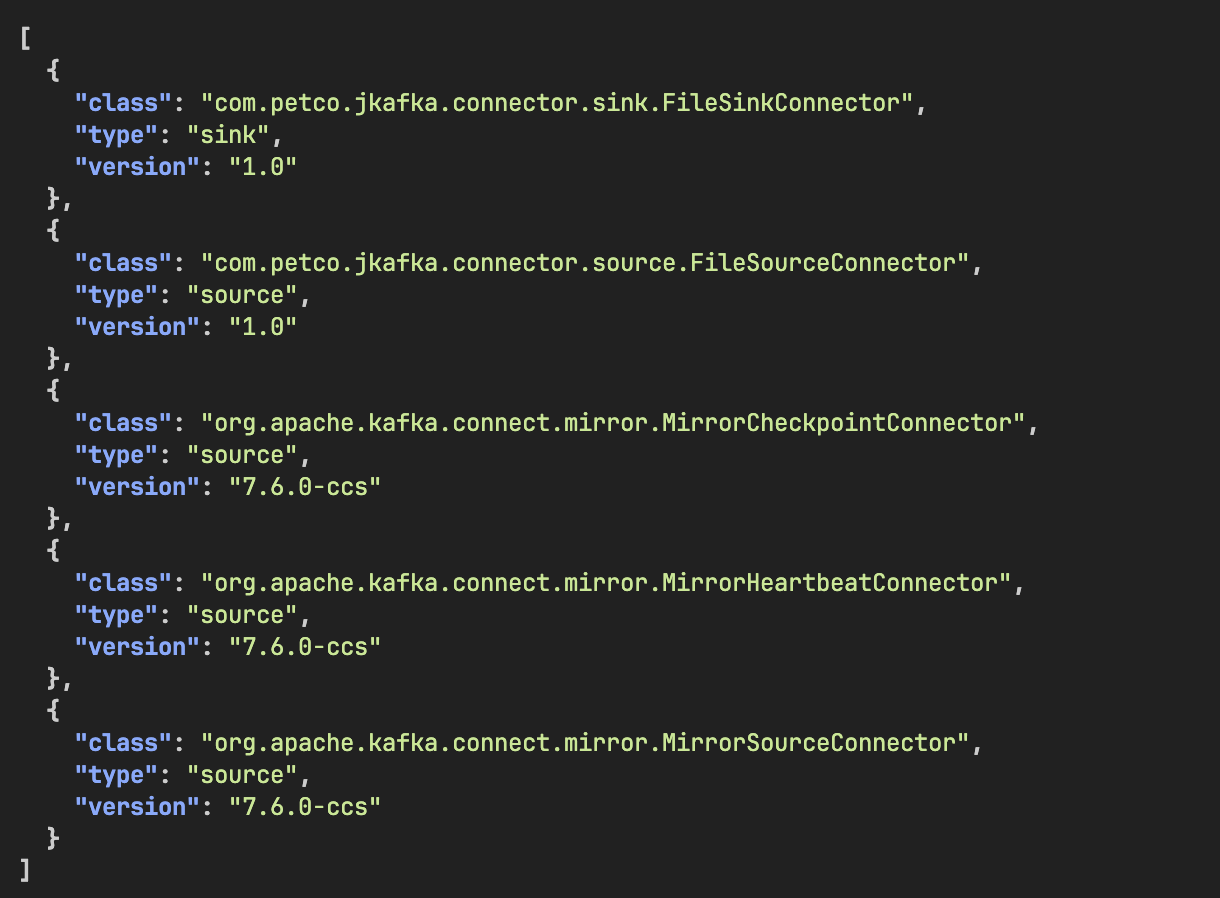 [
  {
    "class": "com.petco.jkafka.connector.sink.FileSinkConnector",
    "type": "sink",
    "version": "1.0"
  },
  {
    "class": "com.petco.jkafka.connector.source.FileSourceConnector",
    "type": "source",
    "version": "1.0"
  },
  {
    "class": "org.apache.kafka.connect.mirror.MirrorCheckpointConnector",
    "type": "source",
    "version": "7.6.0-ccs"
  },
  {
    "class": "org.apache.kafka.connect.mirror.MirrorHeartbeatConnector",
    "type": "source",
    "version": "7.6.0-ccs"
  },
  {
    "class": "org.apache.kafka.connect.mirror.MirrorSourceConnector",
    "type": "source",
    "version": "7.6.0-ccs"
  }
]